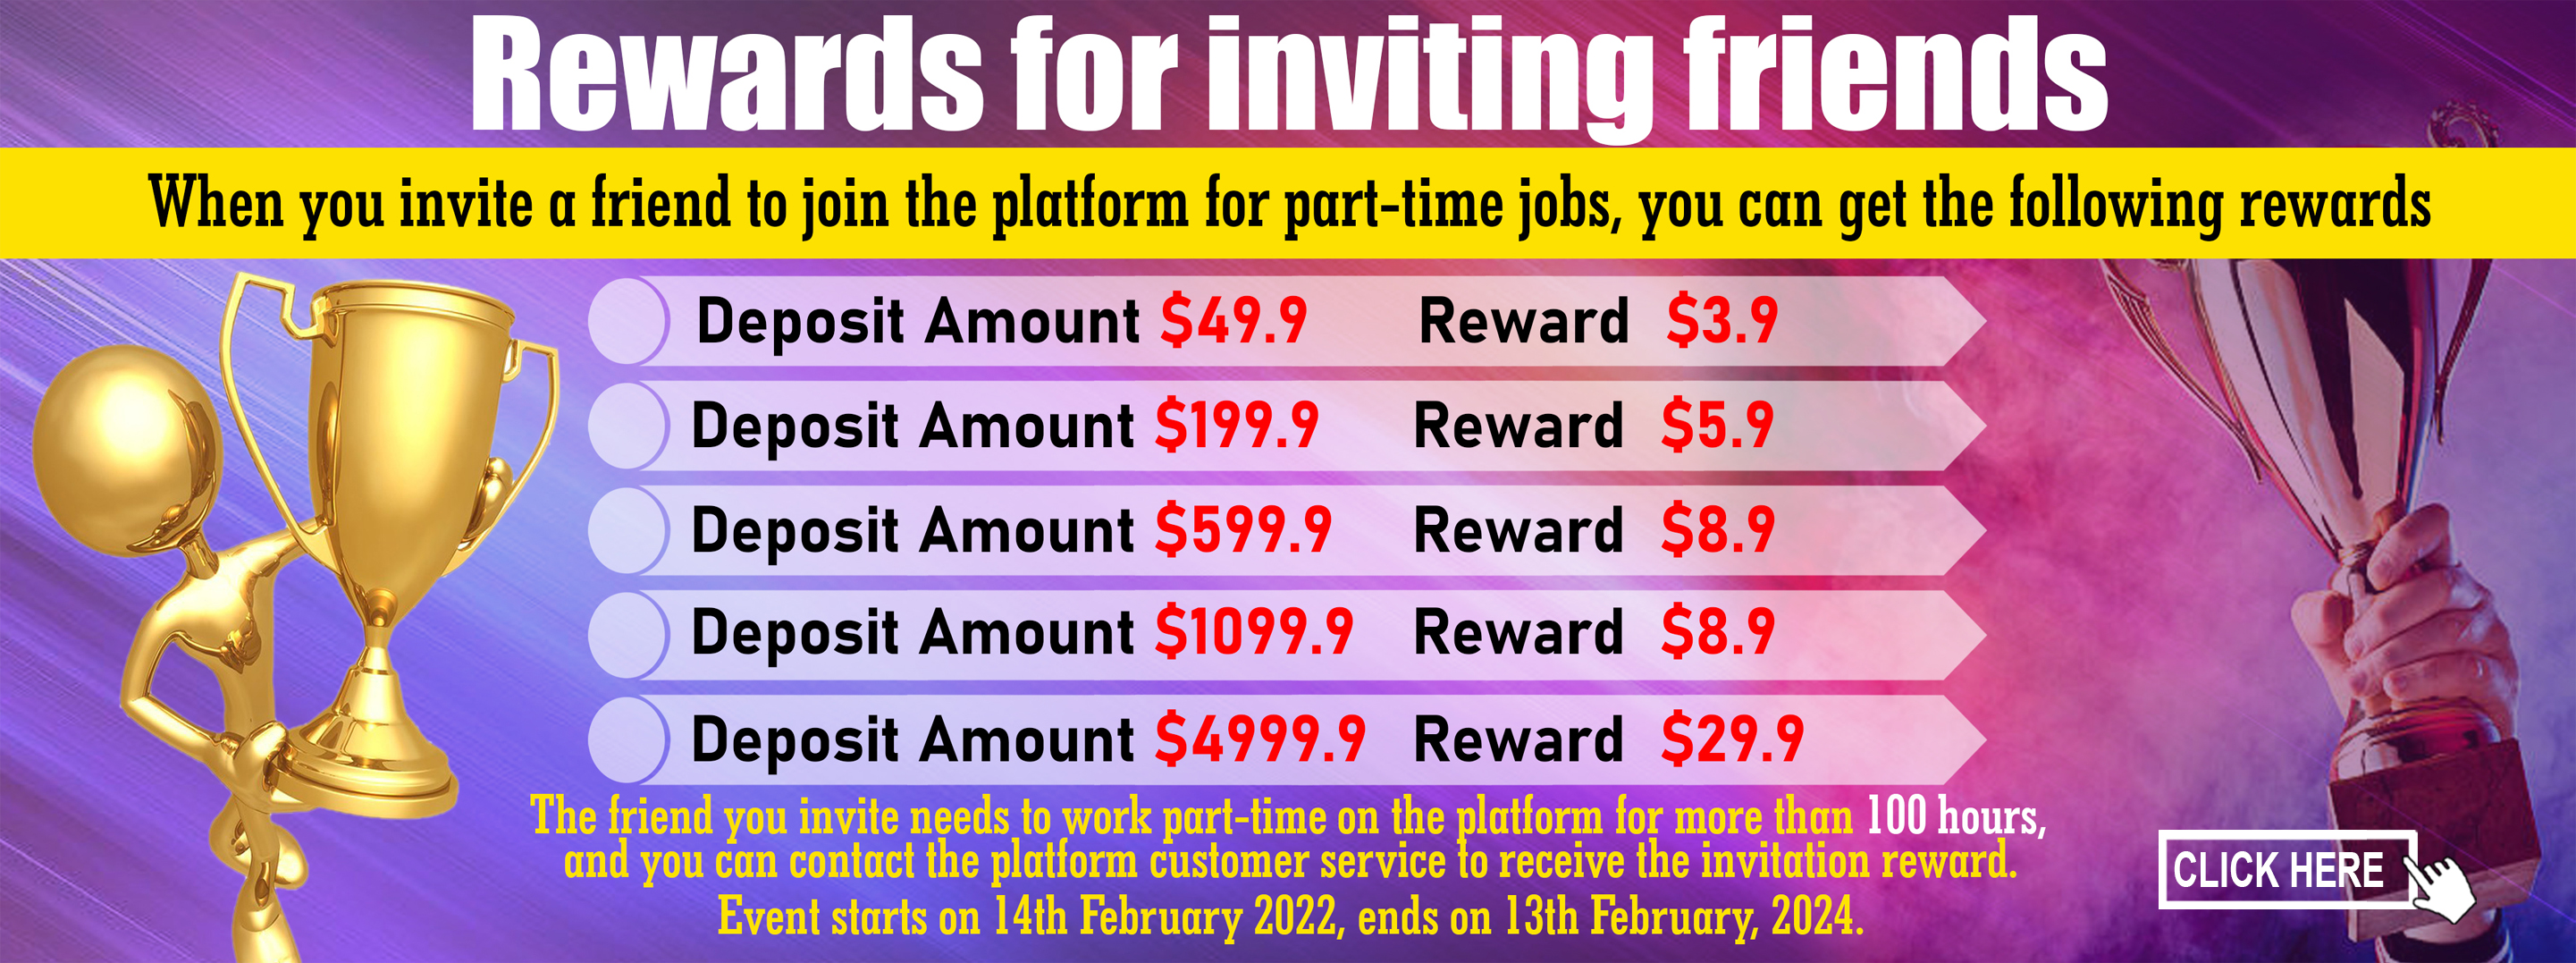 Rewards for inviting friends
When you invite a friend to join the platform for part-time jobs, you can get the following rewards
Deposit Amount $49.9 Reward $3.9
Deposit Amount $199.9 Reward $5.9
Deposit Amount $599.9 Reward $8.9
Deposit Amount $1099.9 Reward $8.9
Deposit Amount $4999.9 Reward $29.9
The friend you invite needs to work part-time on the platform for more than 100 hours,
and you can contact the platform customer service to receive the invitation reward.
Event starts on 14th February 2022, ends on 13th February, 2024.
CLICK HERE